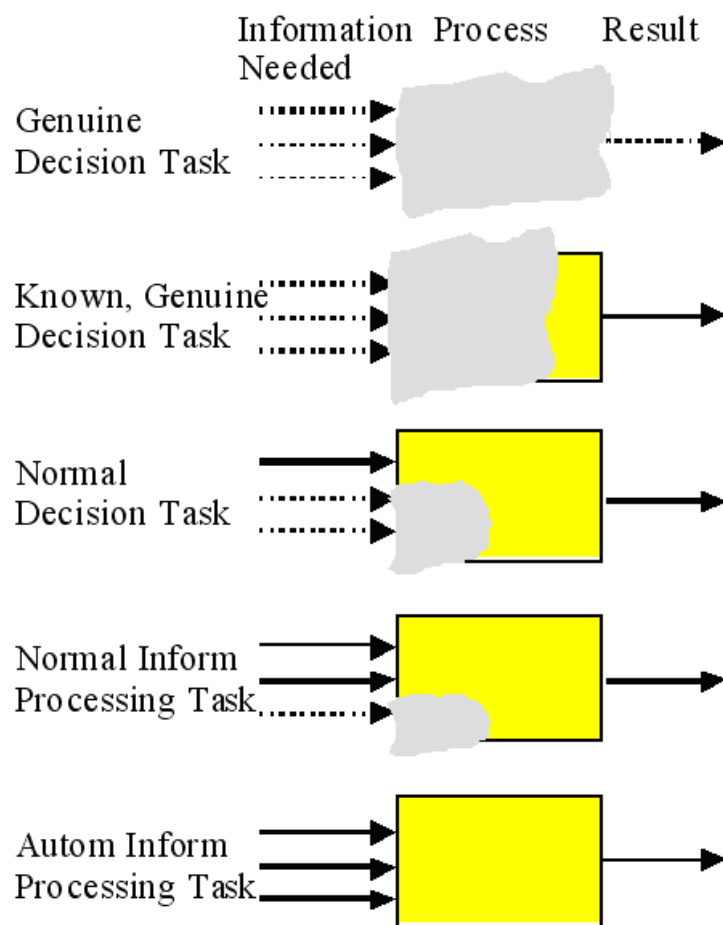 Information Process Result
Needed
Genuine
Decision Task
Known, Genuine
Decision Task
Normal
Decision Task
Normal Inform
Processing Task
Autom Inform
Processing Task